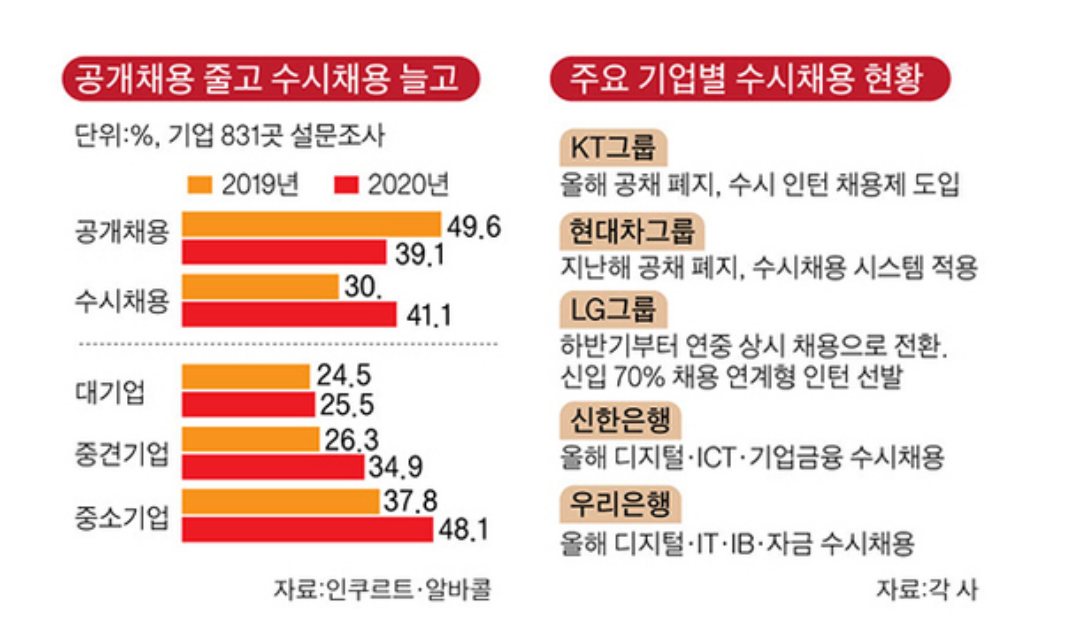 공개채용 줄고 수시채용 늘고
단위:%, 기업 831곳 설문조사
2019년 2020년
공개채용 49.6
39.1
수시채용 30.
41.1
대기업 24.5
25.5
중견기업 26.3
34.9
중소기업 37.8
48.1
자료:인쿠르트·알바콜
주요 기업별 수시채용 현황
KT그룹
올해 공채 폐지, 수시 인턴 채용제 도입
현대차그룹
지난해 공채 폐지, 수시채용 시스템 적용
LG그룹
하반기부터 연중 상시 채용으로 전환.
신입 70% 채용 연계형 인턴 선발
신한은행
올해 디지털·ICT·기업금융 수시채용
우리은행
올해 디지털·IT·IB·자금 수시채용
자료:각 사